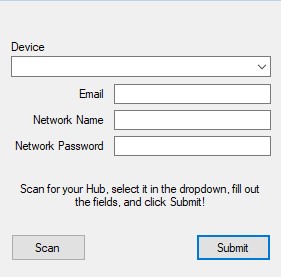 Device
Email
Network Name
Network Password
Scan for your Hub, select it in the dropdown, fill out
the fields, and click Submit!
Scan
Submit